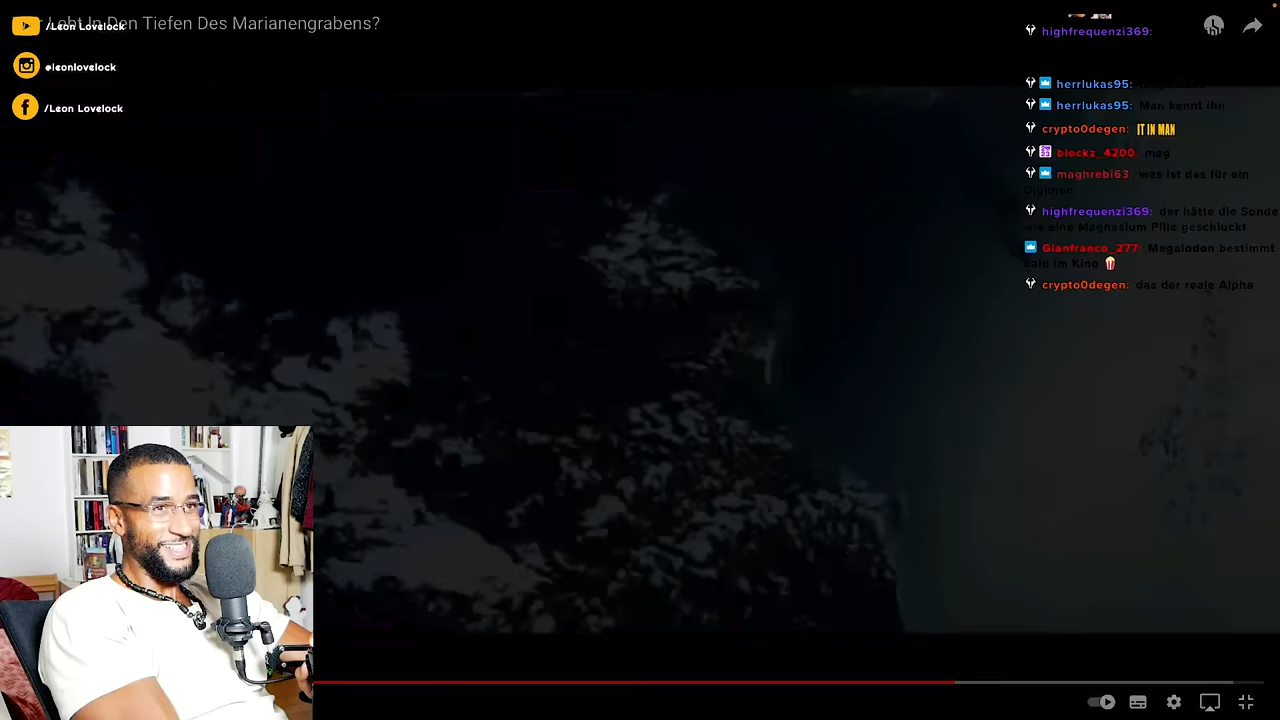 Lebt In Den Tiefen Des Marianengrabens?
/Leon Lovelock
@leonlovelock
/Leon Lovelock
highfrequenzi369:
herrlukas95:
herrlukas95: Man kennt ihn
crypto0degen: IT IN MAN
blockz_4200: mag
maghrebi63: was ist das für ein
Digimon
highfrequenzi369: der hätte die Sonde
wie eine Magnesium Pille geschluckt
Gianfranco_277: Megalodon bestimmt
bald im Kino
crypto0degen: das der reale Alpha